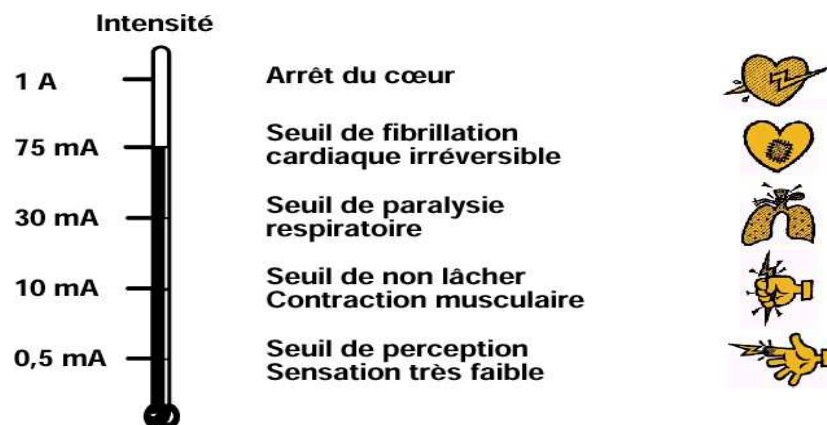 Intensité
1 A
Arrêt du cœur
75 mA
Seuil de fibrillation
cardiaque irréversible
30 mA
Seuil de paralysie
respiratoire
10 mA
Seuil de non lâcher
Contraction musculaire
0,5 mA
Seuil de perception
Sensation très faible